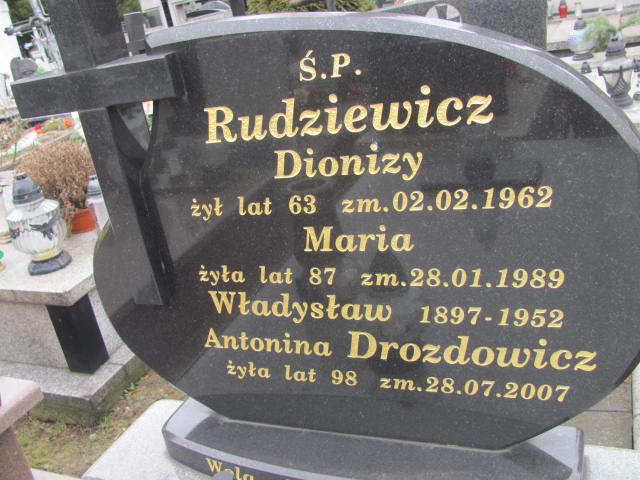 Ś.P.
Rudziewicz
Dionizy
żył lat 63 zm.02.02.1962
Maria
żyła lat 87 zm.28.01.1989
Władysław 1897-1952
Antonina Drozdowicz
żyła lat 98 zm.28.07.2007